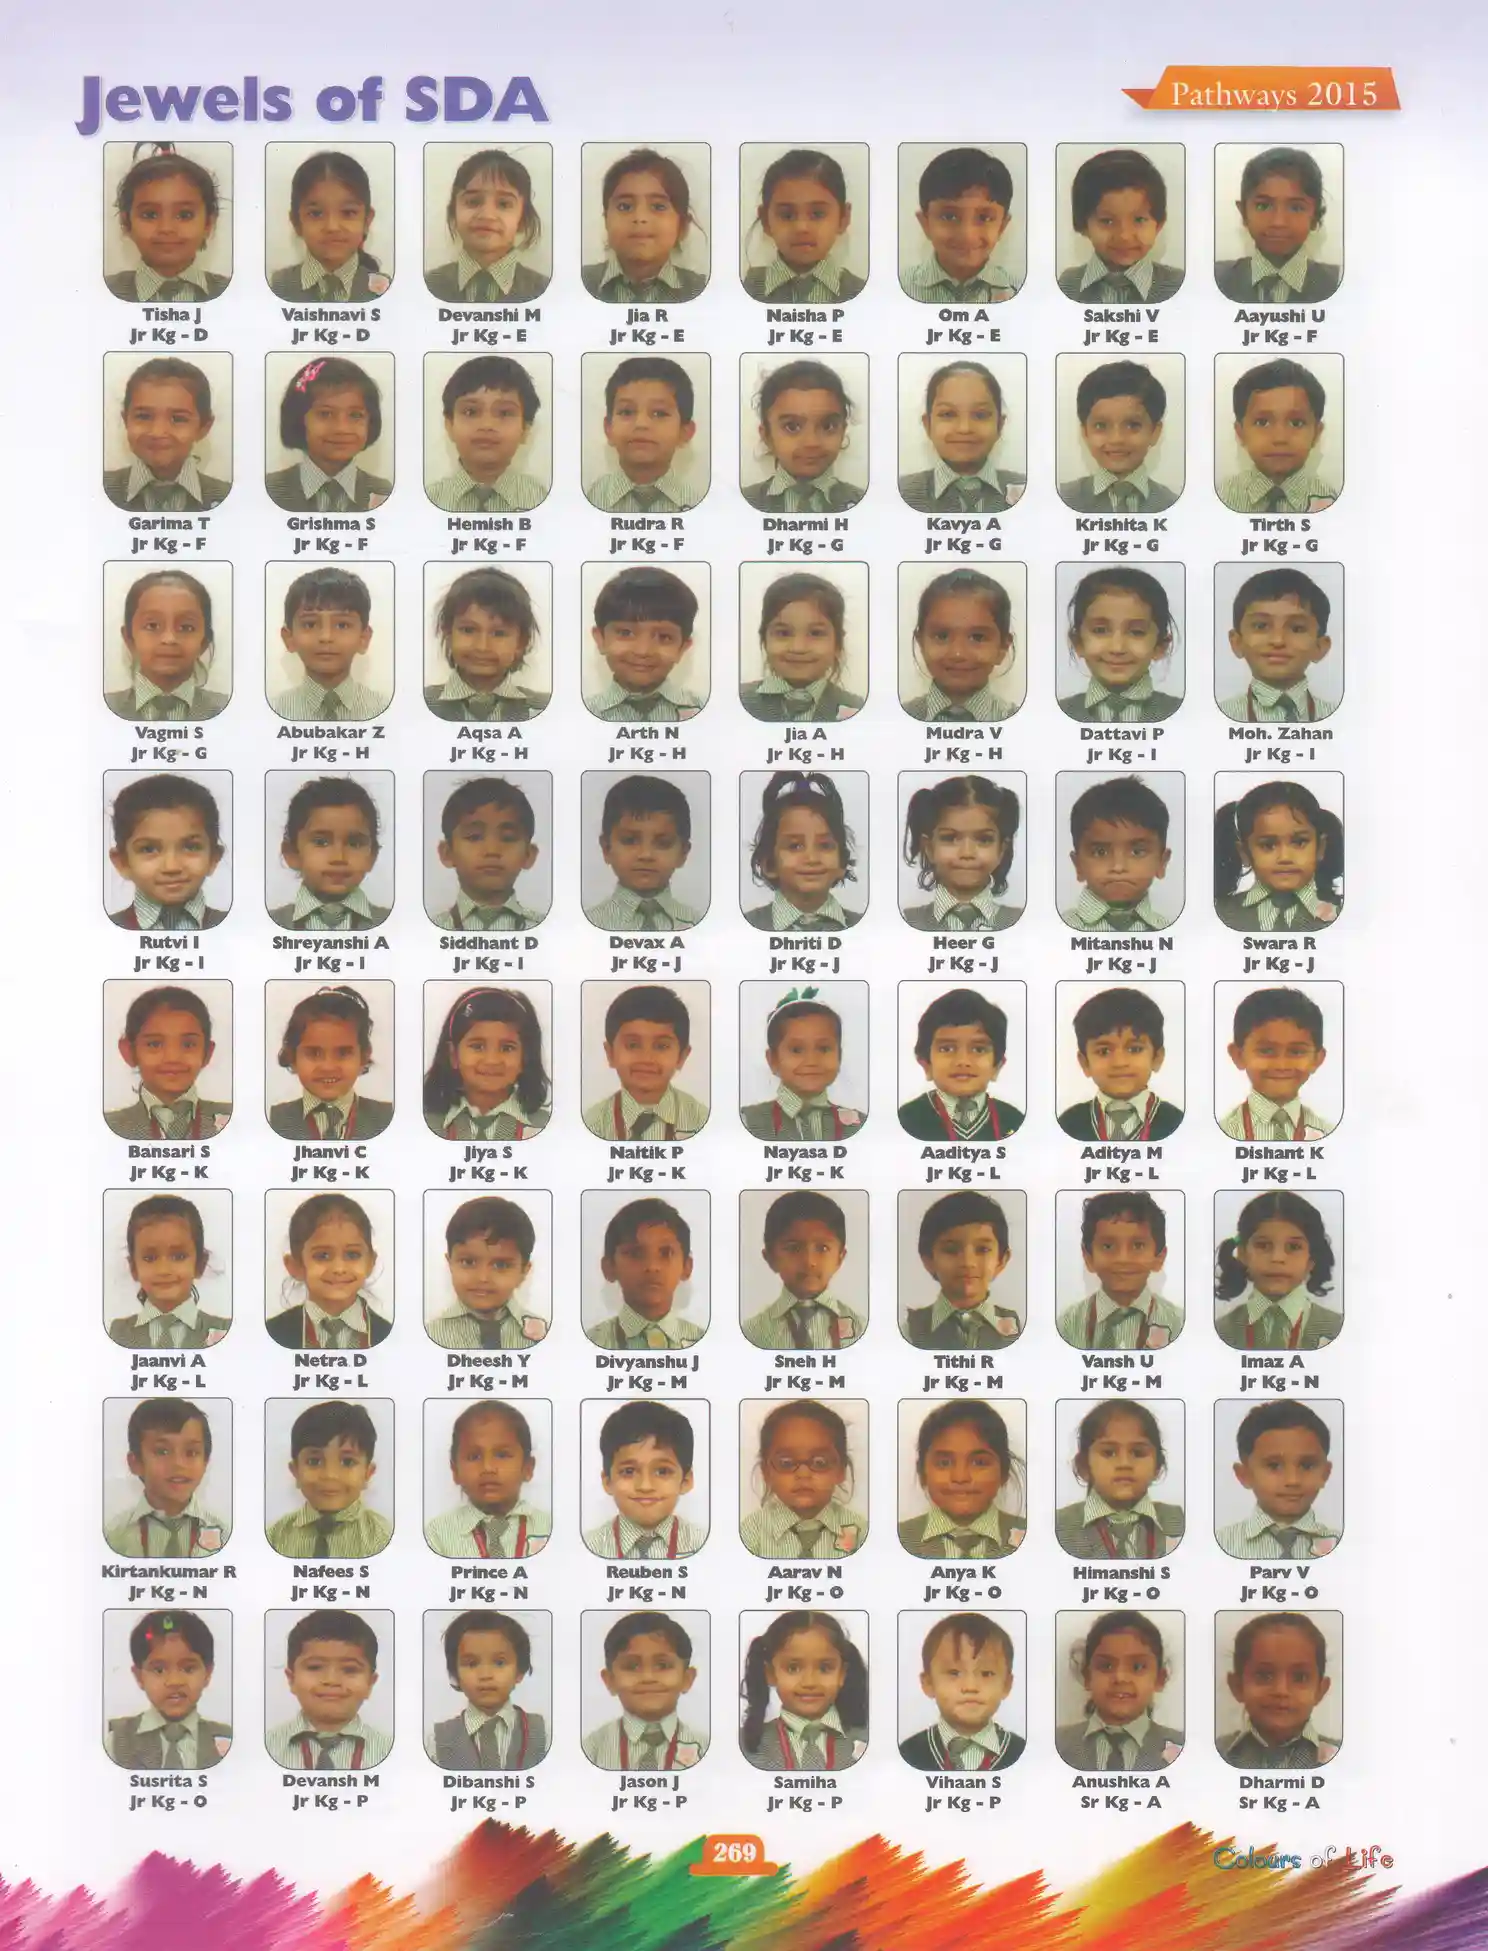 Jewels of SDA
Pathways 2015
Tisha J Vaishnavi S Devanshi M Jia R Naisha P Om A Sakshi V Aayushi U
Jr Kg - D Jr Kg - D Jr Kg - E Jr Kg - E Jr Kg - E Jr Kg - E Jr Kg - E Jr Kg - F
Garima T Grishma S Hemish B Rudra R Dharmi H Kavya A Krishita K Tirth S
Jr Kg - F Jr Kg - F Jr Kg - F Jr Kg - F Jr Kg - G Jr Kg - G Jr Kg - G Jr Kg - G
Vagmi S Abubakar Z Aqsa A Arth N Jia A Mudra V Dattavi P Moh. Zahan
Jr Kg - G Jr Kg - H Jr Kg - H Jr Kg - H Jr Kg - H Jr Kg - H Jr Kg - I Jr Kg - I
Rutvi I Shreyanshi A Siddhant D Devax A Dhriti D Heer G Mitanshu N Swara R
Jr Kg - I Jr Kg - I Jr Kg - I Jr Kg - J Jr Kg - J Jr Kg - J Jr Kg - J Jr Kg - J
Bansari S Jhanvi C Jiya S Naitik P Nayasa D Aaditya S Aditya M Dishant K
Jr Kg - K Jr Kg - K Jr Kg - K Jr Kg - K Jr Kg - K Jr Kg - L Jr Kg - L Jr Kg - L
Jaanvi A Netra D Dheesh Y Divyanshu J Sneh H Tithi R Vansh U Imaz A
Jr Kg - L Jr Kg - L Jr Kg - M Jr Kg - M Jr Kg - M Jr Kg - M Jr Kg - M Jr Kg - N
Kirtankumar R Nafees S Prince A Reuben S Aarav N Anya K Himanshi S Parv V
Jr Kg - N Jr Kg - N Jr Kg - N Jr Kg - N Jr Kg - O Jr Kg - O Jr Kg - O Jr Kg - O
Susrita S Devansh M Dibanshi S Jason J Samiha Vihaan S Anushka A Dharmi D
Jr Kg - O Jr Kg - P Jr Kg - P Jr Kg - P Jr Kg - P Jr Kg - P Sr Kg - A Sr Kg - A
269
Colours of Life